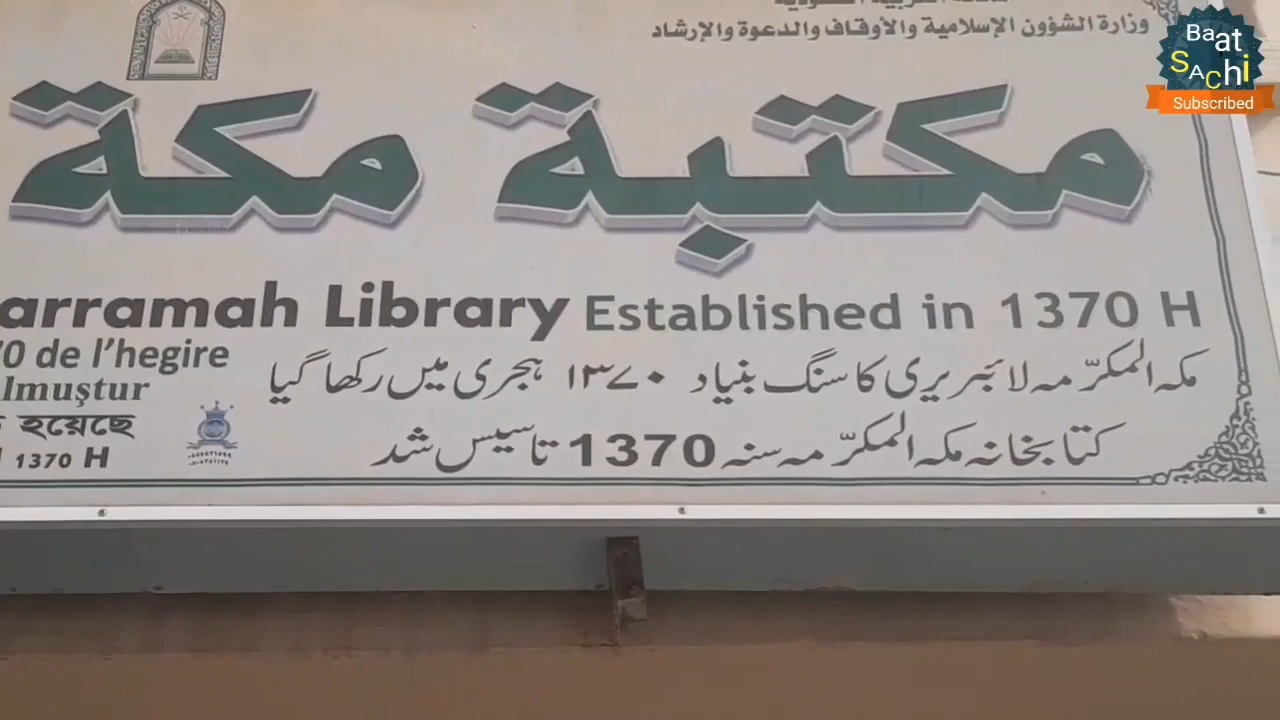 وزارة الشؤون الإسلامية والأوقاف والدعوة والإرشاد
مكتبة مكة
arramah Library Established in 1370 H
70 de l'hegire
مکہ المکرّمہ لائبریری کا سنگ بنیاد ۱۳۷۰ ہجری میں رکھا گیا
lmuştur
হয়েছে
کتابخانہ مکہ المکرّمہ سنہ 1370 تاسیس شد
1370 H
Baat
SAchi
Subscribed